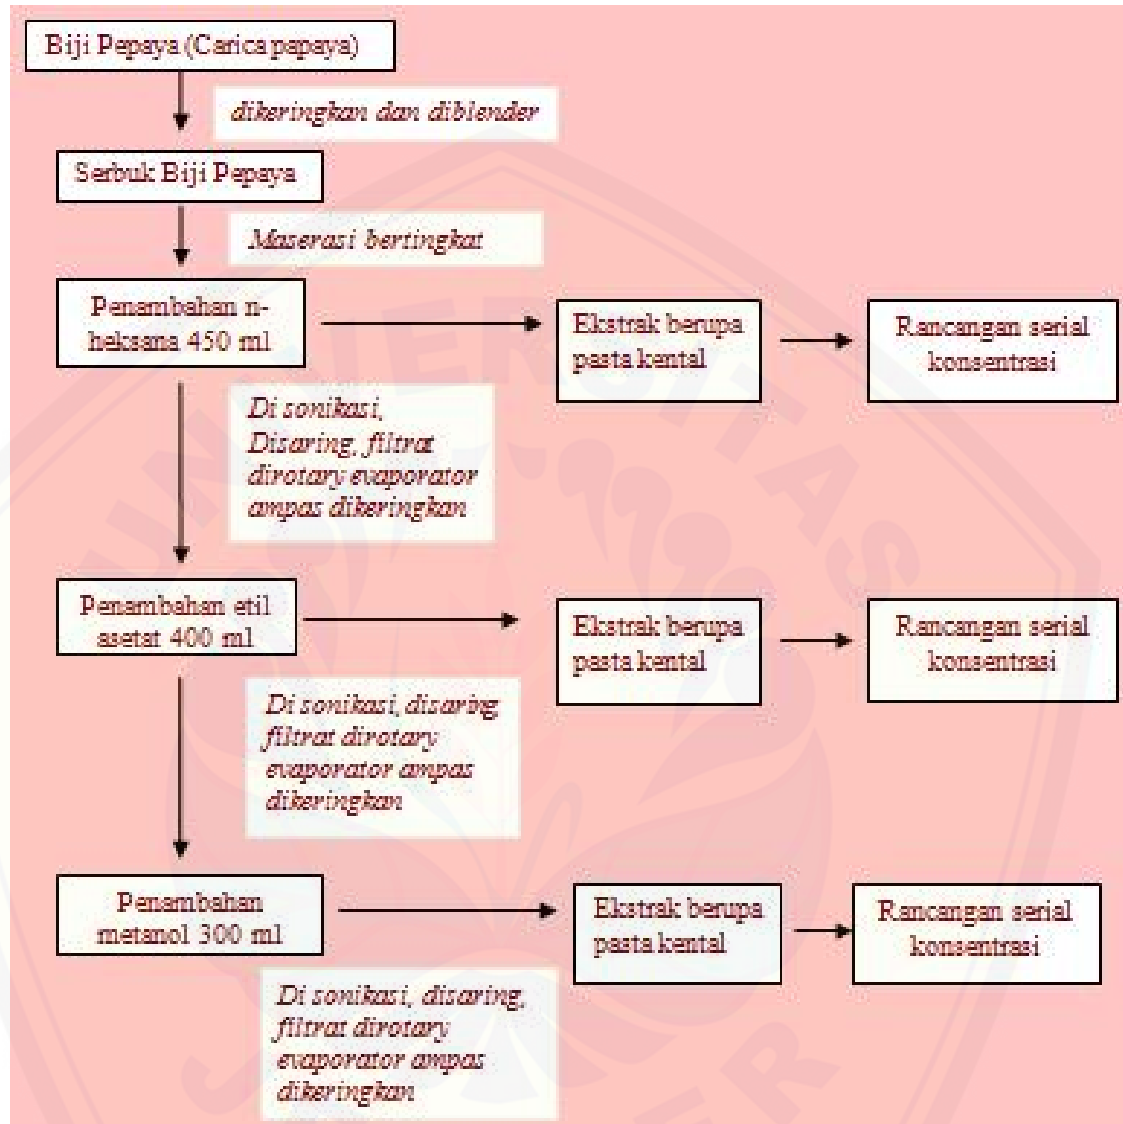 Biji Pepaya (Carica papaya)
dikeringkan dan diblender
Serbuk Biji Pepaya
Maserasi bertingkat
Penambahan n-
heksana 450 ml
Ekstrak berupa
pasta kental
Rancangan serial
konsentrasi
Di sonikasi,
Disaring, filtrat
dirotary evaporator
ampas dikeringkan
Penambahan etil
asetat 400 ml
Ekstrak berupa
pasta kental
Rancangan serial
konsentrasi
Di sonikasi, disaring,
filtrat dirotary
evaporator ampas
dikeringkan
Penambahan
metanol 300 ml
Ekstrak berupa
pasta kental
Rancangan serial
konsentrasi
Di sonikasi, disaring,
filtrat dirotary
evaporator ampas
dikeringkan
UNIVERSITAS